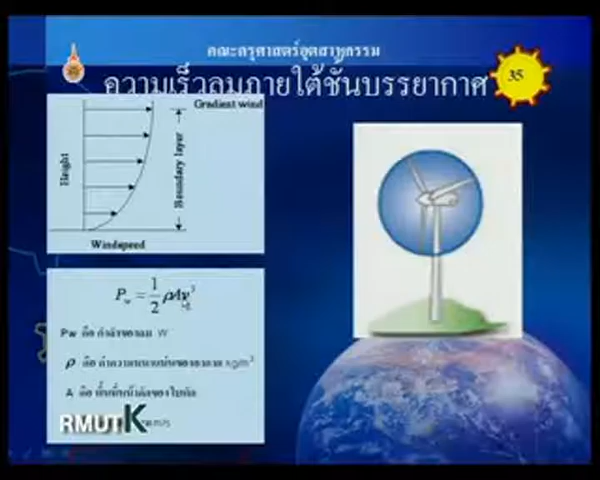 คณะครุศาสตร์อุตสาหกรรม
ความเร็วลมภายใต้ชั้นบรรยากาศ
35
Gradient wind
Height
Boundary layer
Windspeed
P_w = 1/2 ρAv³
Pw คือ กำลังของลม W
ρ คือ ค่าความหนาแน่นของอากาศ kg/m³
A คือ พื้นที่หน้าตัดของใบพัด
RMUTK
m/s